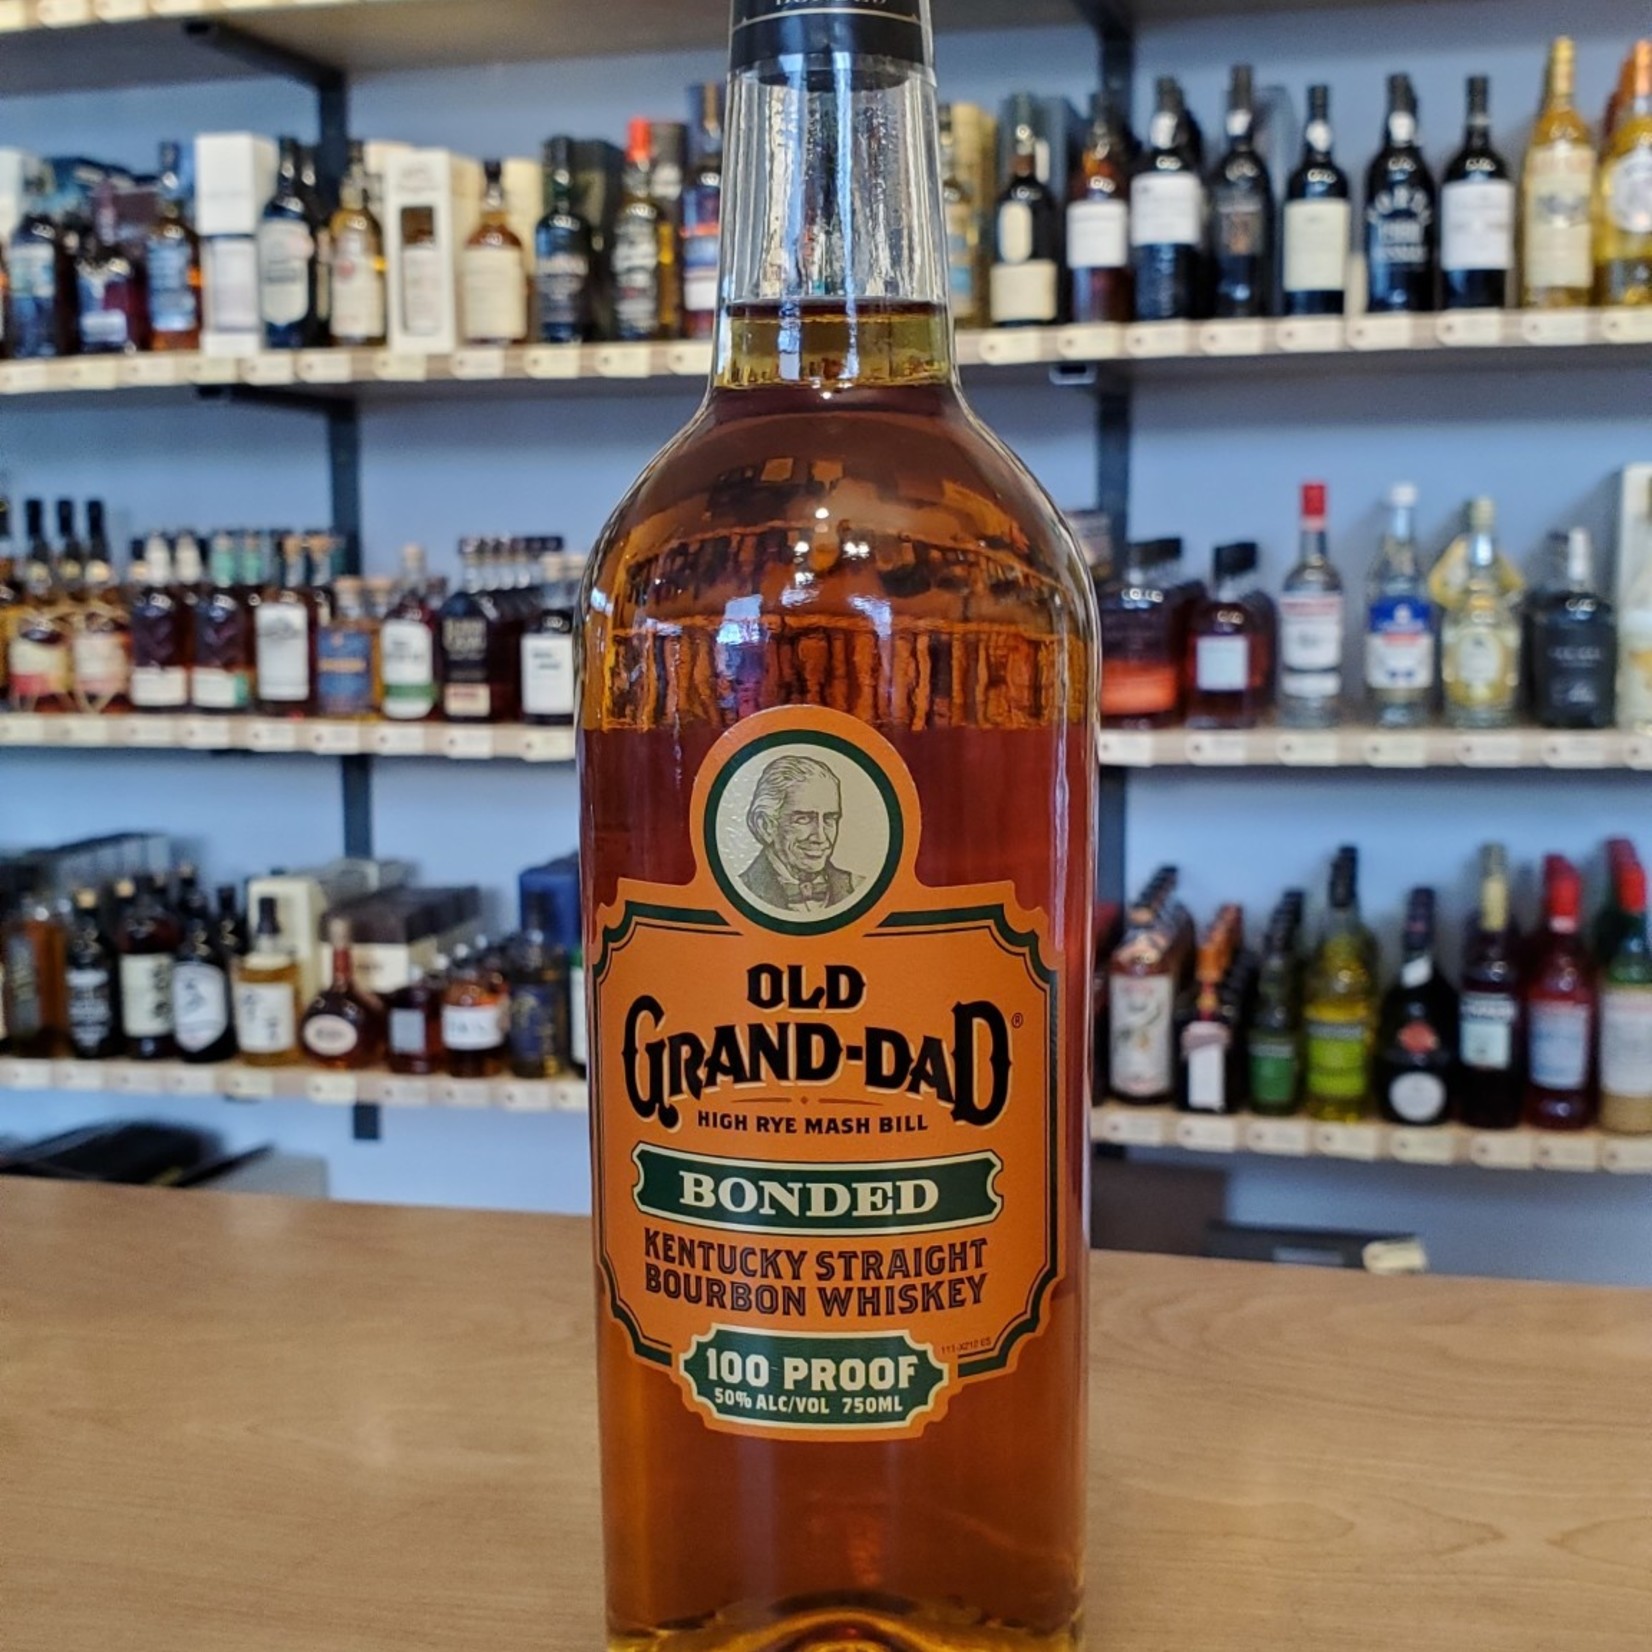 OLD
GRAND-DAD®
HIGH RYE MASH BILL
BONDED
KENTUCKY STRAIGHT
BOURBON WHISKEY
100 PROOF
50% ALC/VOL 750ML